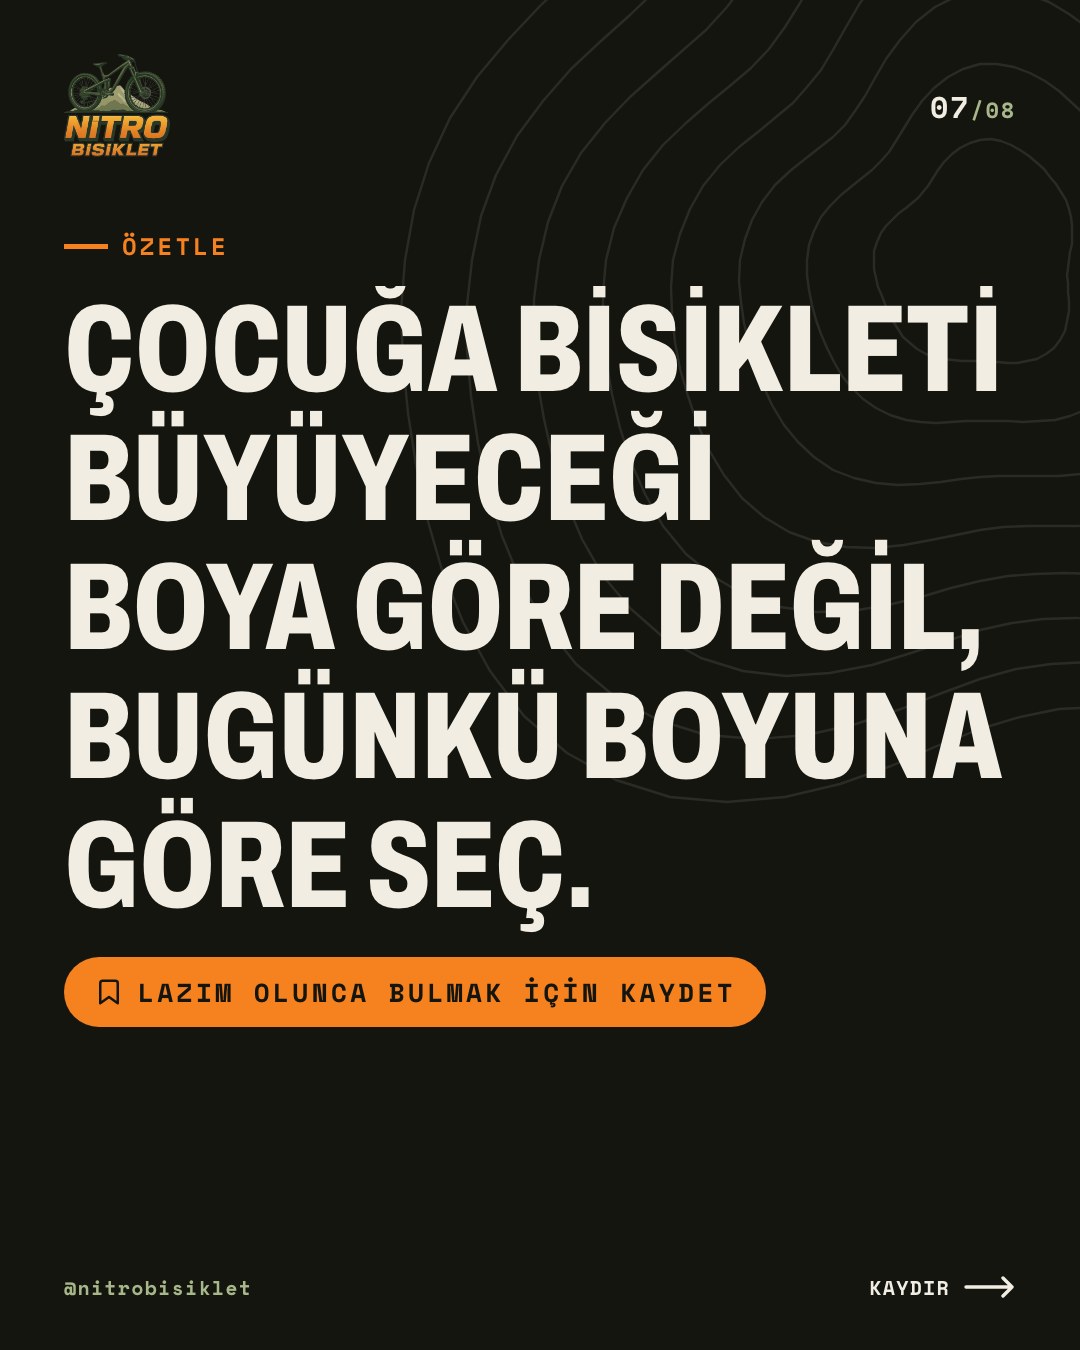 NITRO
BISIKLET
07/08
ÖZETLE
ÇOCUĞA BİSİKLETİ
BÜYÜYECEĞİ
BOYA GÖRE DEĞİL,
BUGÜNKÜ BOYUNA
GÖRE SEÇ.
LAZIM OLUNCA BULMAK İÇİN KAYDET
@nitrobisiklet
KAYDIR